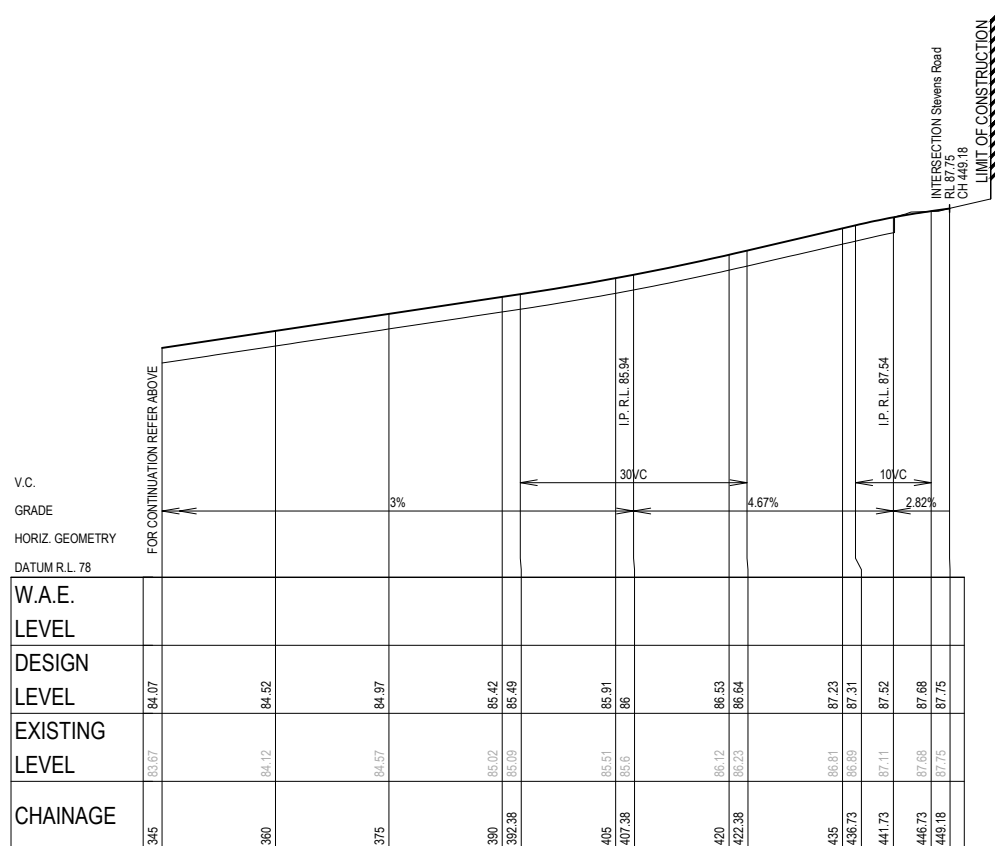 INTERSECTION Stevens Road
RL 87.75
CH 449.18
LIMIT OF CONSTRUCTION
FOR CONTINUATION REFER ABOVE
I.P. R.L. 85.94
I.P. R.L. 87.54
V.C. 30VC 10VC
GRADE 3% 4.67% 2.82%
HORIZ. GEOMETRY
DATUM R.L. 78
W.A.E.
LEVEL
DESIGN
LEVEL 84.07 84.52 84.97 85.42 85.49 85.91 86 86.53 86.64 87.23 87.31 87.52 87.68 87.75
EXISTING
LEVEL 83.67 84.12 84.57 85.02 85.09 85.51 85.6 86.12 86.23 86.81 86.89 87.11 87.68 87.75
CHAINAGE 345 360 375 390 392.38 405 407.38 420 422.38 435 436.73 441.73 446.73 449.18